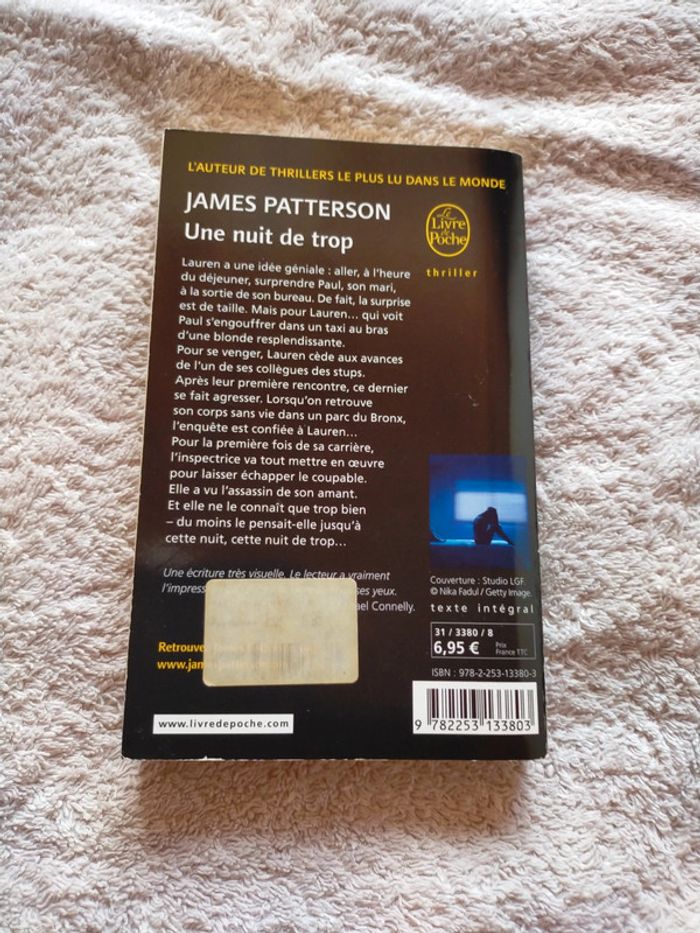 L'AUTEUR DE THRILLERS LE PLUS LU DANS LE MONDE
JAMES PATTERSON
Une nuit de trop
Le
Livre
de
Poche
thriller
Lauren a une idée géniale : aller, à l'heure
du déjeuner, surprendre Paul, son mari,
à la sortie de son bureau. De fait, la surprise
est de taille. Mais pour Lauren… qui voit
Paul s'engouffrer dans un taxi au bras
d'une blonde resplendissante.
Pour se venger, Lauren cède aux avances
de l'un de ses collègues des stups.
Après leur première rencontre, ce dernier
se fait agresser. Lorsqu'on retrouve
son corps sans vie dans un parc du Bronx,
l'enquête est confiée à Lauren…
Pour la première fois de sa carrière,
l'inspectrice va tout mettre en œuvre
pour laisser échapper le coupable.
Elle a vu l'assassin de son amant.
Et elle ne le connaît que trop bien
– du moins le pensait-elle jusqu'à
cette nuit, cette nuit de trop…
Une écriture très visuelle. Le lecteur a vraiment
ses yeux.
Connelly.
Couverture : Studio LGF
© Nika Fadul / Getty Image.
texte intégral
31 / 3380 / 8
6,95 €
Prix
France TTC
ISBN : 978-2-253-13380-3
9 782253 133803
www.livredepoche.com